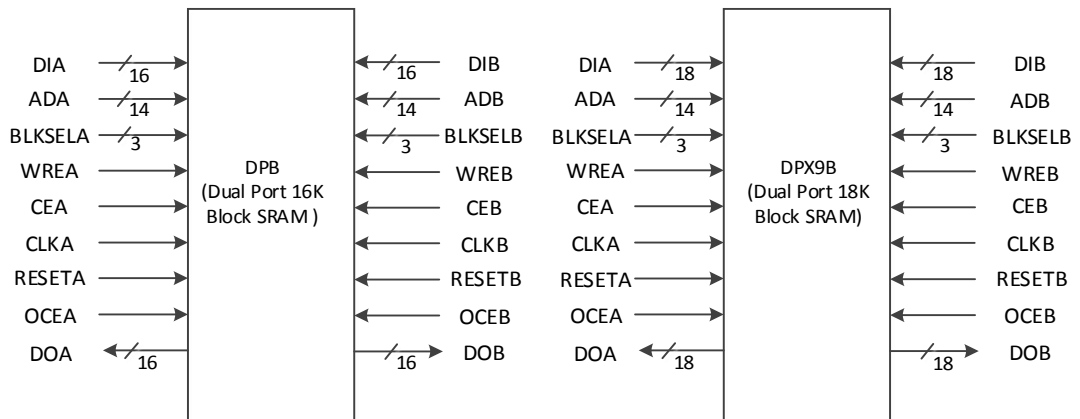 DIA
16
ADA
14
BLKSELA
3
WREA
CEA
CLKA
RESETA
OCEA
DOA
16
DPB
(Dual Port 16K
Block SRAM )
DIB
16
ADB
14
BLKSELB
3
WREB
CEB
CLKB
RESETB
OCEB
DOB
16
DIA
18
ADA
14
BLKSELA
3
WREA
CEA
CLKA
RESETA
OCEA
DOA
18
DPX9B
(Dual Port 18K
Block SRAM)
DIB
18
ADB
14
BLKSELB
3
WREB
CEB
CLKB
RESETB
OCEB
DOB
18